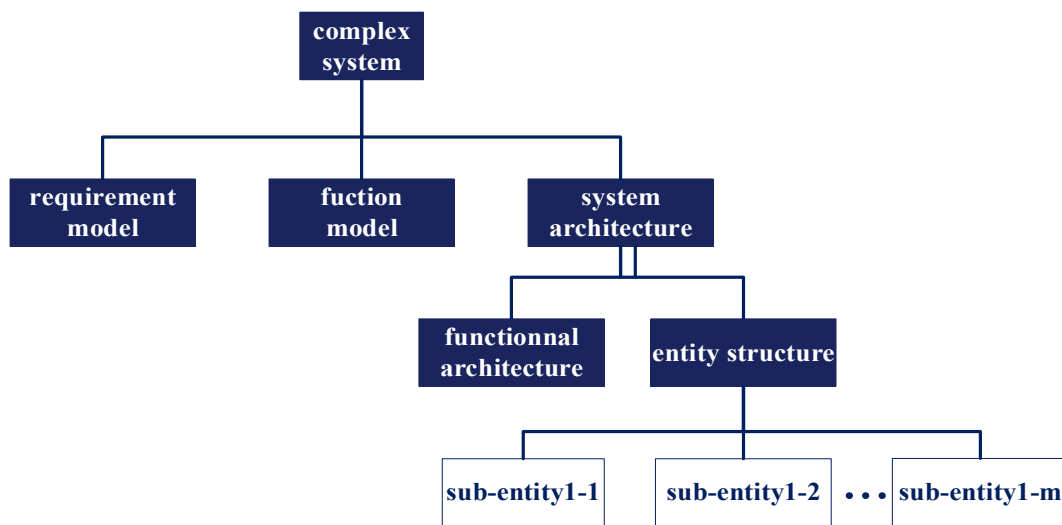 complex
system
requirement
model
fuction
model
system
architecture
functionnal
architecture
entity structure
sub-entity1-1
sub-entity1-2
...
sub-entity1-m